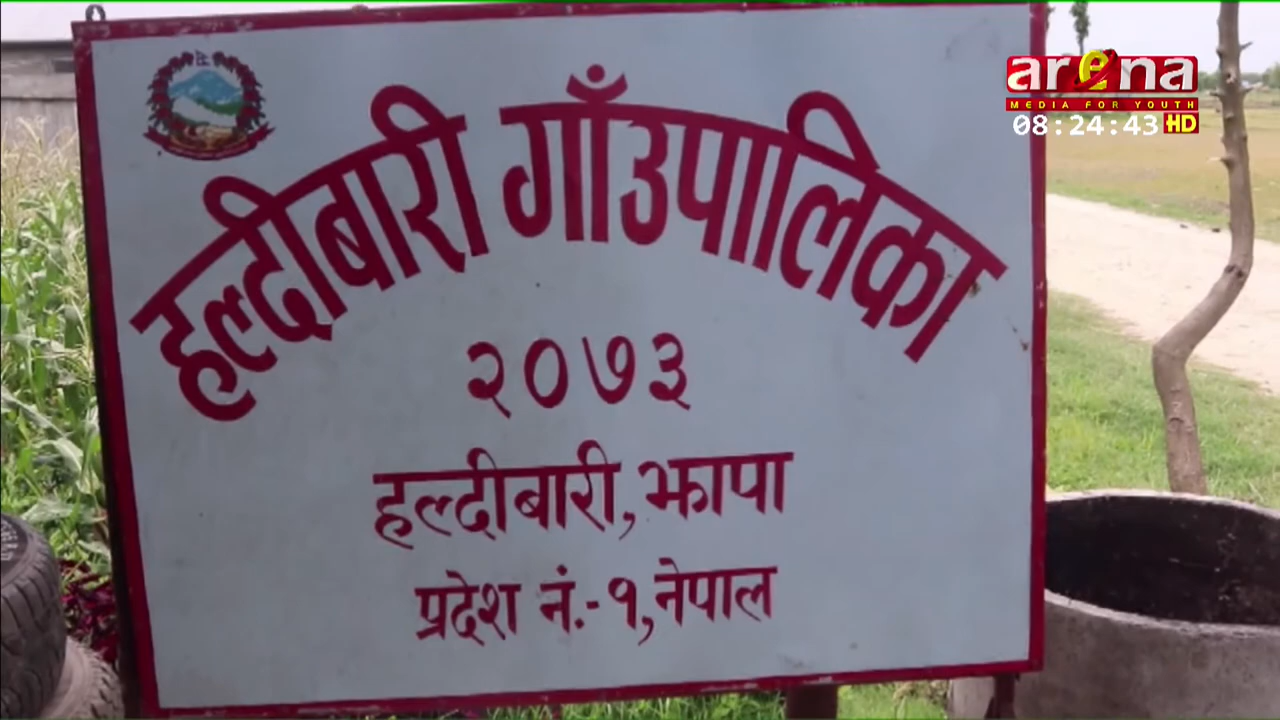 हल्दीबारी गाँउपालिका
२०७३
हल्दीबारी, झापा
प्रदेश नं.-१, नेपाल
arena
MEDIA FOR YOUTH
08:24:43 HD